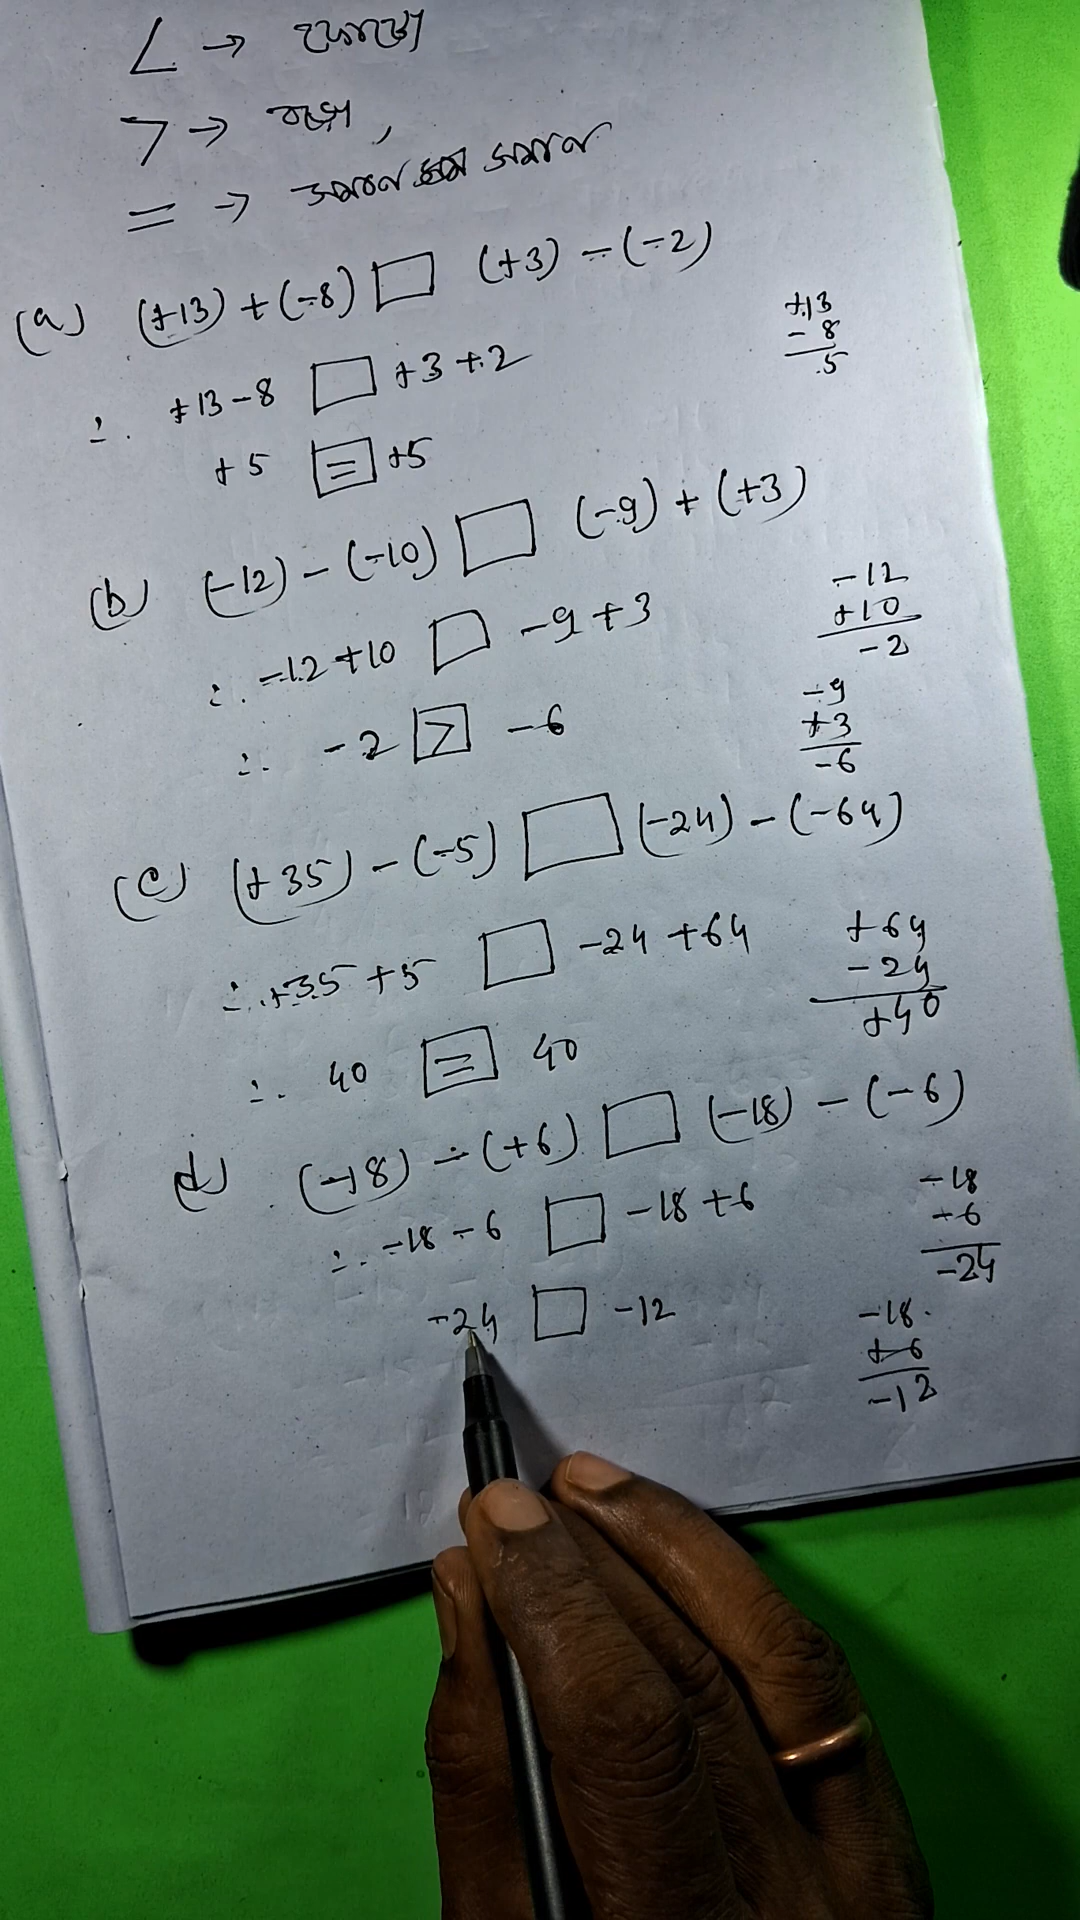 < → ছোটো
> → বড়ো,
= → সমান সমান
(a) (+13) + (-8) □ (+3) - (-2)
+13
- 8
5
∴ +13 - 8 □ +3 + 2
+5 = +5
(b) (-12) - (-10) □ (-9) + (+3)
-12
+10
-2
∴ -12 + 10 □ -9 + 3
-9
+3
-6
∴ -2 > -6
(c) (+35) - (-5) □ (-24) - (-64)
∴ +35 + 5 □ -24 + 64
+64
-24
+40
∴ 40 = 40
(d) (-18) - (+6) □ (-18) - (-6)
∴ -18 - 6 □ -18 + 6
-18
-6
-24
-24 □ -12
-18
+6
-12